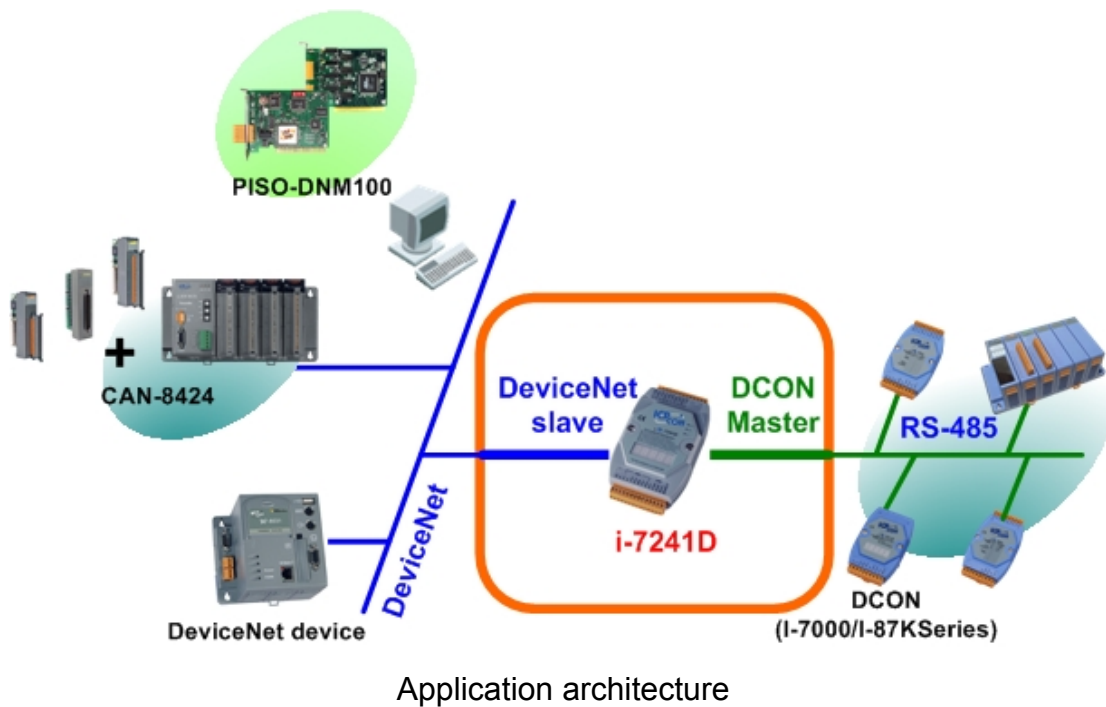 PISO-DNM100
+
CAN-8424
DeviceNet
slave
DCON
Master
RS-485
i-7241D
DeviceNet
DeviceNet device
DCON
(I-7000/I-87KSeries)
Application architecture